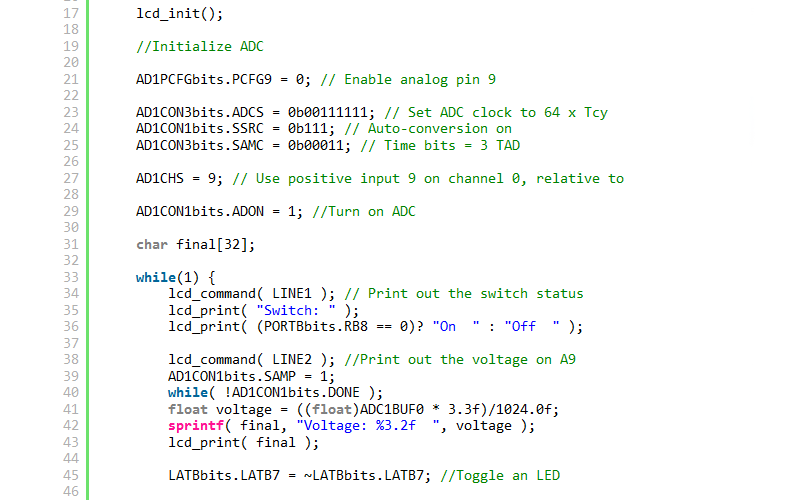 17 lcd_init();
18
19 //Initialize ADC
20
21 AD1PCFGbits.PCFG9 = 0; // Enable analog pin 9
22
23 AD1CON3bits.ADCS = 0b00111111; // Set ADC clock to 64 x Tcy
24 AD1CON1bits.SSRC = 0b111; // Auto-conversion on
25 AD1CON3bits.SAMC = 0b00011; // Time bits = 3 TAD
26
27 AD1CHS = 9; // Use positive input 9 on channel 0, relative to
28
29 AD1CON1bits.ADON = 1; //Turn on ADC
30
31 char final[32];
32
33 while(1) {
34     lcd_command( LINE1 ); // Print out the switch status
35     lcd_print( "Switch: " );
36     lcd_print( (PORTBbits.RB8 == 0)? "On  " : "Off  " );
37
38     lcd_command( LINE2 ); //Print out the voltage on A9
39     AD1CON1bits.SAMP = 1;
40     while( !AD1CON1bits.DONE );
41     float voltage = ((float)ADC1BUF0 * 3.3f)/1024.0f;
42     sprintf( final, "Voltage: %3.2f  ", voltage );
43     lcd_print( final );
44
45     LATBbits.LATB7 = ~LATBbits.LATB7; //Toggle an LED
46